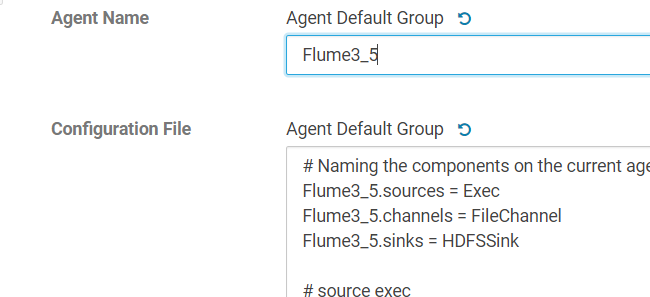 Agent Name
Agent Default Group
Flume3_5
Configuration File
Agent Default Group
# Naming the components on the current age
Flume3_5.sources = Exec
Flume3_5.channels = FileChannel
Flume3_5.sinks = HDFSSink
# source exec